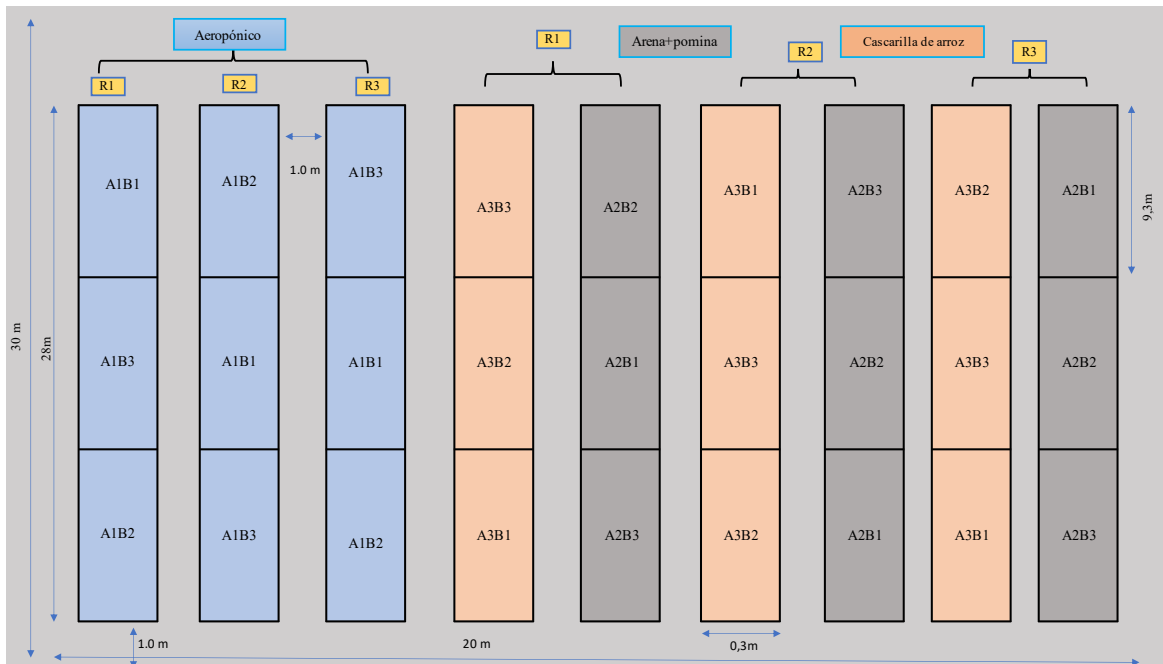 Aeropónico
R1
Arena+pomina
Cascarilla de arroz
R2
R3
R1
R2
R3
1.0 m
A1B1
A1B2
A1B3
A3B3
A2B2
A3B1
A2B3
A3B2
A2B1
9,3m
30 m
28m
A1B3
A1B1
A1B1
A3B2
A2B1
A3B3
A2B2
A3B3
A2B2
A1B2
A1B3
A1B2
A3B1
A2B3
A3B2
A2B1
A3B1
A2B3
1.0 m
20 m
0,3m